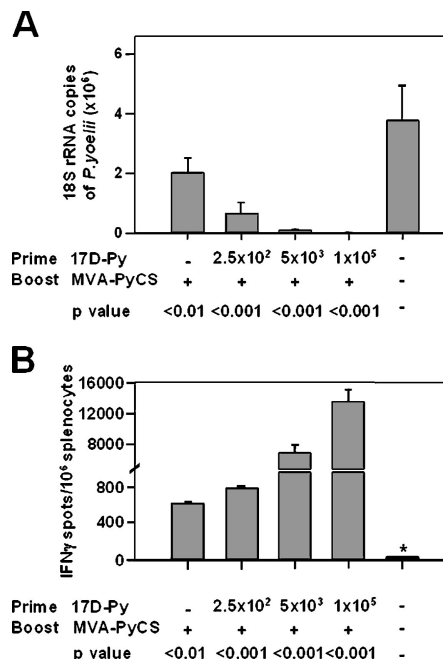 A
18S rRNA copies
of P.yoelii (x10⁶)
6
4
2
0
Prime 17D-Py - 2.5x10² 5x10³ 1x10⁵ -
Boost MVA-PyCS + + + + -
p value <0.01 <0.001 <0.001 <0.001 -
B
IFNγ spots/10⁶ splenocytes
16000
12000
8000
800
400
0
*
Prime 17D-Py - 2.5x10² 5x10³ 1x10⁵ -
Boost MVA-PyCS + + + + -
p value <0.01 <0.001 <0.001 <0.001 -